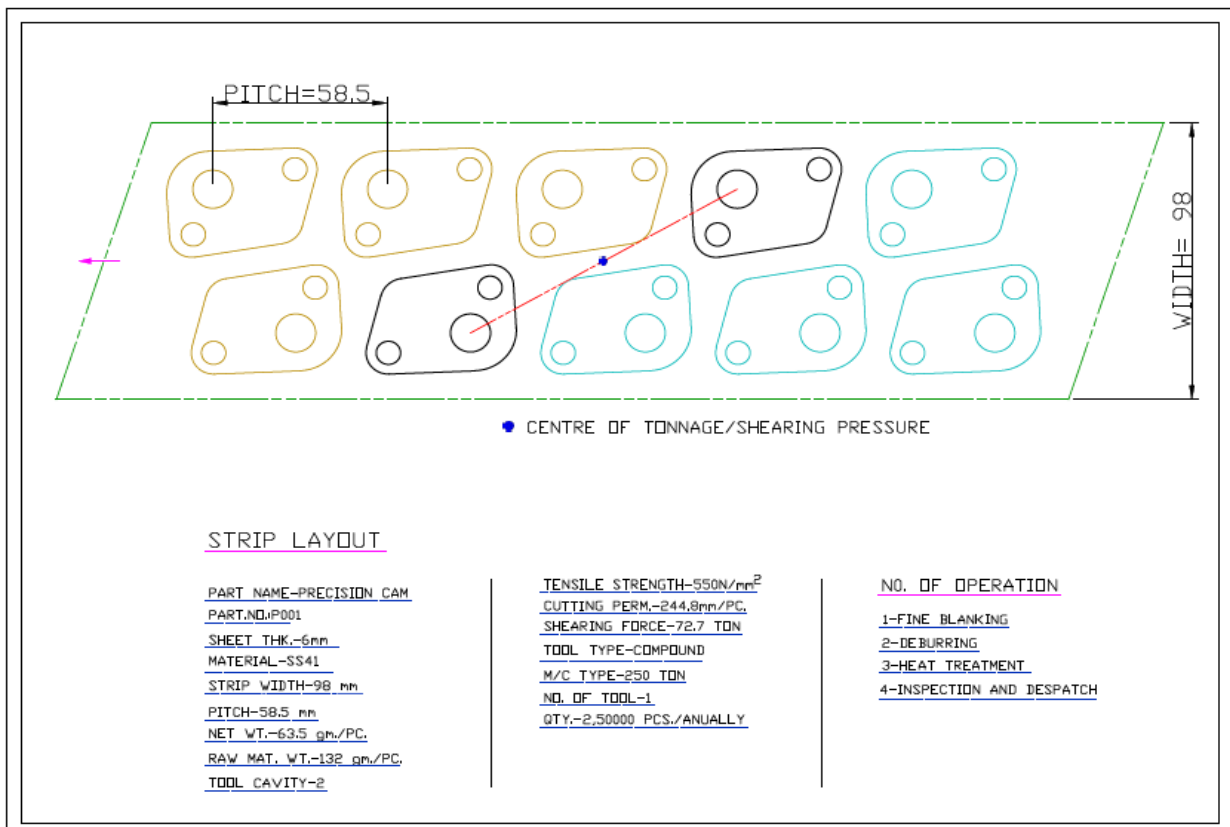 PITCH=58.5
WIDTH= 98
CENTRE OF TONNAGE/SHEARING PRESSURE
STRIP LAYOUT
PART NAME-PRECISION CAM
PART.NO.:P001
SHEET THK.-6mm
MATERIAL-SS41
STRIP WIDTH-98 mm
PITCH-58.5 mm
NET WT.-63.5 gm./PC.
RAW MAT. WT.-132 gm./PC.
TOOL CAVITY-2
TENSILE STRENGTH-550N/mm²
CUTTING PERM.-244.8mm/PC.
SHEARING FORCE-72.7 TON
TOOL TYPE-COMPOUND
M/C TYPE-250 TON
NO. OF TOOL-1
QTY.-2,50000 PCS./ANUALLY
NO. OF OPERATION
1-FINE BLANKING
2-DEBURRING
3-HEAT TREATMENT
4-INSPECTION AND DESPATCH